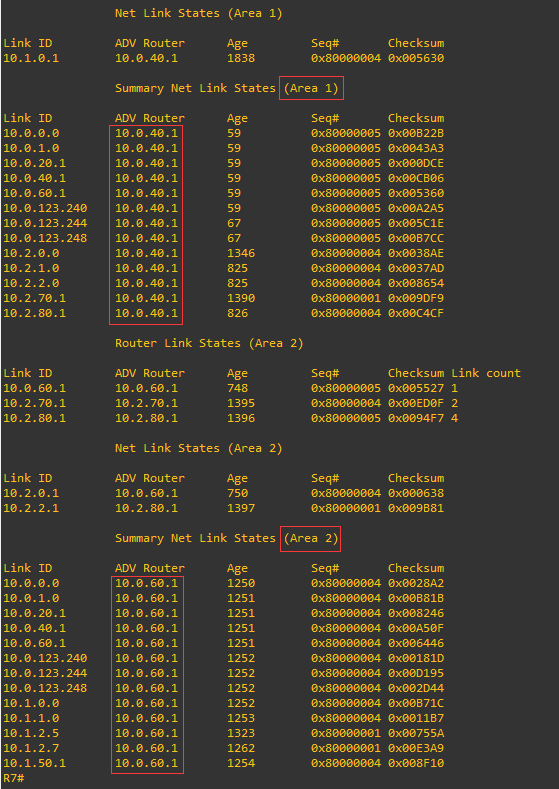 Net Link States (Area 1)
Link ID ADV Router Age Seq# Checksum
10.1.0.1 10.0.40.1 1838 0x80000004 0x005630
Summary Net Link States (Area 1)
Link ID ADV Router Age Seq# Checksum
10.0.0.0 10.0.40.1 59 0x80000005 0x00B22B
10.0.1.0 10.0.40.1 59 0x80000005 0x0043A3
10.0.20.1 10.0.40.1 59 0x80000005 0x000DCE
10.0.40.1 10.0.40.1 59 0x80000005 0x00CB06
10.0.60.1 10.0.40.1 59 0x80000005 0x005360
10.0.123.240 10.0.40.1 59 0x80000005 0x00A2A5
10.0.123.244 10.0.40.1 67 0x80000005 0x005C1E
10.0.123.248 10.0.40.1 67 0x80000005 0x00B7CC
10.2.0.0 10.0.40.1 1346 0x80000004 0x0038AE
10.2.1.0 10.0.40.1 825 0x80000004 0x0037AD
10.2.2.0 10.0.40.1 825 0x80000004 0x008654
10.2.70.1 10.0.40.1 1390 0x80000001 0x009DF9
10.2.80.1 10.0.40.1 826 0x80000004 0x00C4CF
Router Link States (Area 2)
Link ID ADV Router Age Seq# Checksum Link count
10.0.60.1 10.0.60.1 748 0x80000005 0x005527 1
10.2.70.1 10.2.70.1 1395 0x80000004 0x00ED0F 2
10.2.80.1 10.2.80.1 1396 0x80000005 0x0094F7 4
Net Link States (Area 2)
Link ID ADV Router Age Seq# Checksum
10.2.0.1 10.0.60.1 750 0x80000004 0x000638
10.2.2.1 10.2.80.1 1397 0x80000001 0x009B81
Summary Net Link States (Area 2)
Link ID ADV Router Age Seq# Checksum
10.0.0.0 10.0.60.1 1250 0x80000004 0x0028A2
10.0.1.0 10.0.60.1 1251 0x80000004 0x00B81B
10.0.20.1 10.0.60.1 1251 0x80000004 0x008246
10.0.40.1 10.0.60.1 1251 0x80000004 0x00A50F
10.0.60.1 10.0.60.1 1251 0x80000004 0x006446
10.0.123.240 10.0.60.1 1252 0x80000004 0x00181D
10.0.123.244 10.0.60.1 1252 0x80000004 0x00D195
10.0.123.248 10.0.60.1 1252 0x80000004 0x002D44
10.1.0.0 10.0.60.1 1252 0x80000004 0x00B71C
10.1.1.0 10.0.60.1 1253 0x80000004 0x0011B7
10.1.2.5 10.0.60.1 1323 0x80000001 0x00755A
10.1.2.7 10.0.60.1 1262 0x80000001 0x00E3A9
10.1.50.1 10.0.60.1 1254 0x80000004 0x008F10
R7#